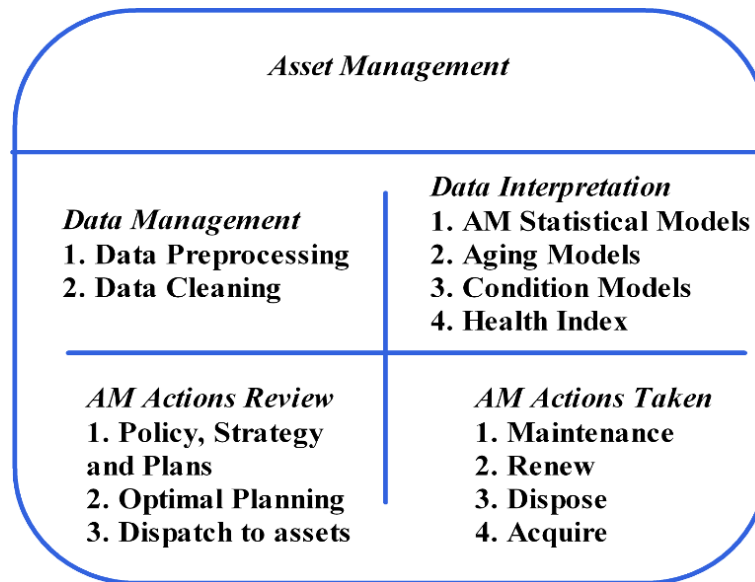 Asset Management
Data Management
1. Data Preprocessing
2. Data Cleaning
Data Interpretation
1. AM Statistical Models
2. Aging Models
3. Condition Models
4. Health Index
AM Actions Review
1. Policy, Strategy
and Plans
2. Optimal Planning
3. Dispatch to assets
AM Actions Taken
1. Maintenance
2. Renew
3. Dispose
4. Acquire